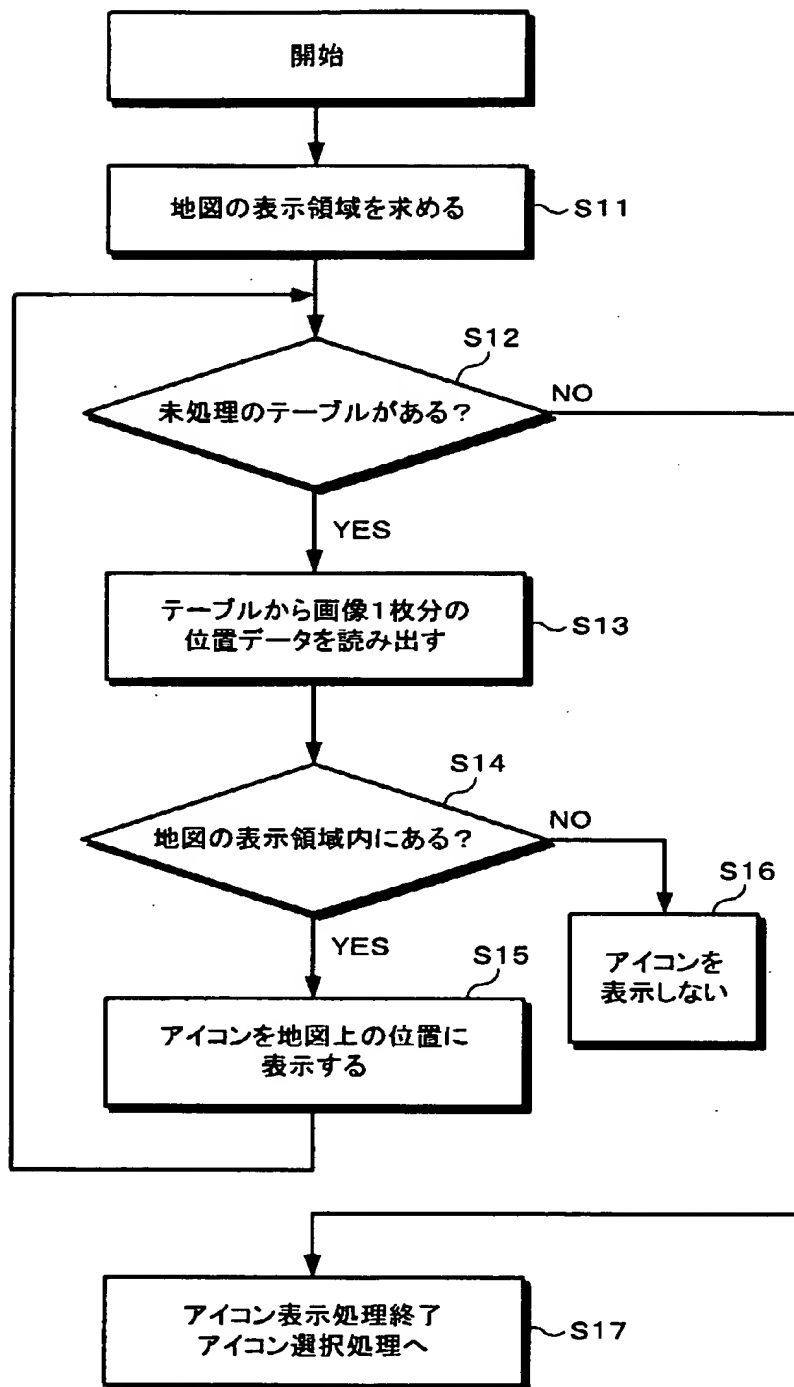 開始
地図の表示領域を求める
S11
S12
未処理のテーブルがある?
NO
YES
テーブルから画像1枚分の
位置データを読み出す
S13
S14
地図の表示領域内にある?
NO
S16
YES
S15
アイコンを
表示しない
アイコンを地図上の位置に
表示する
アイコン表示処理終了
アイコン選択処理へ
S17